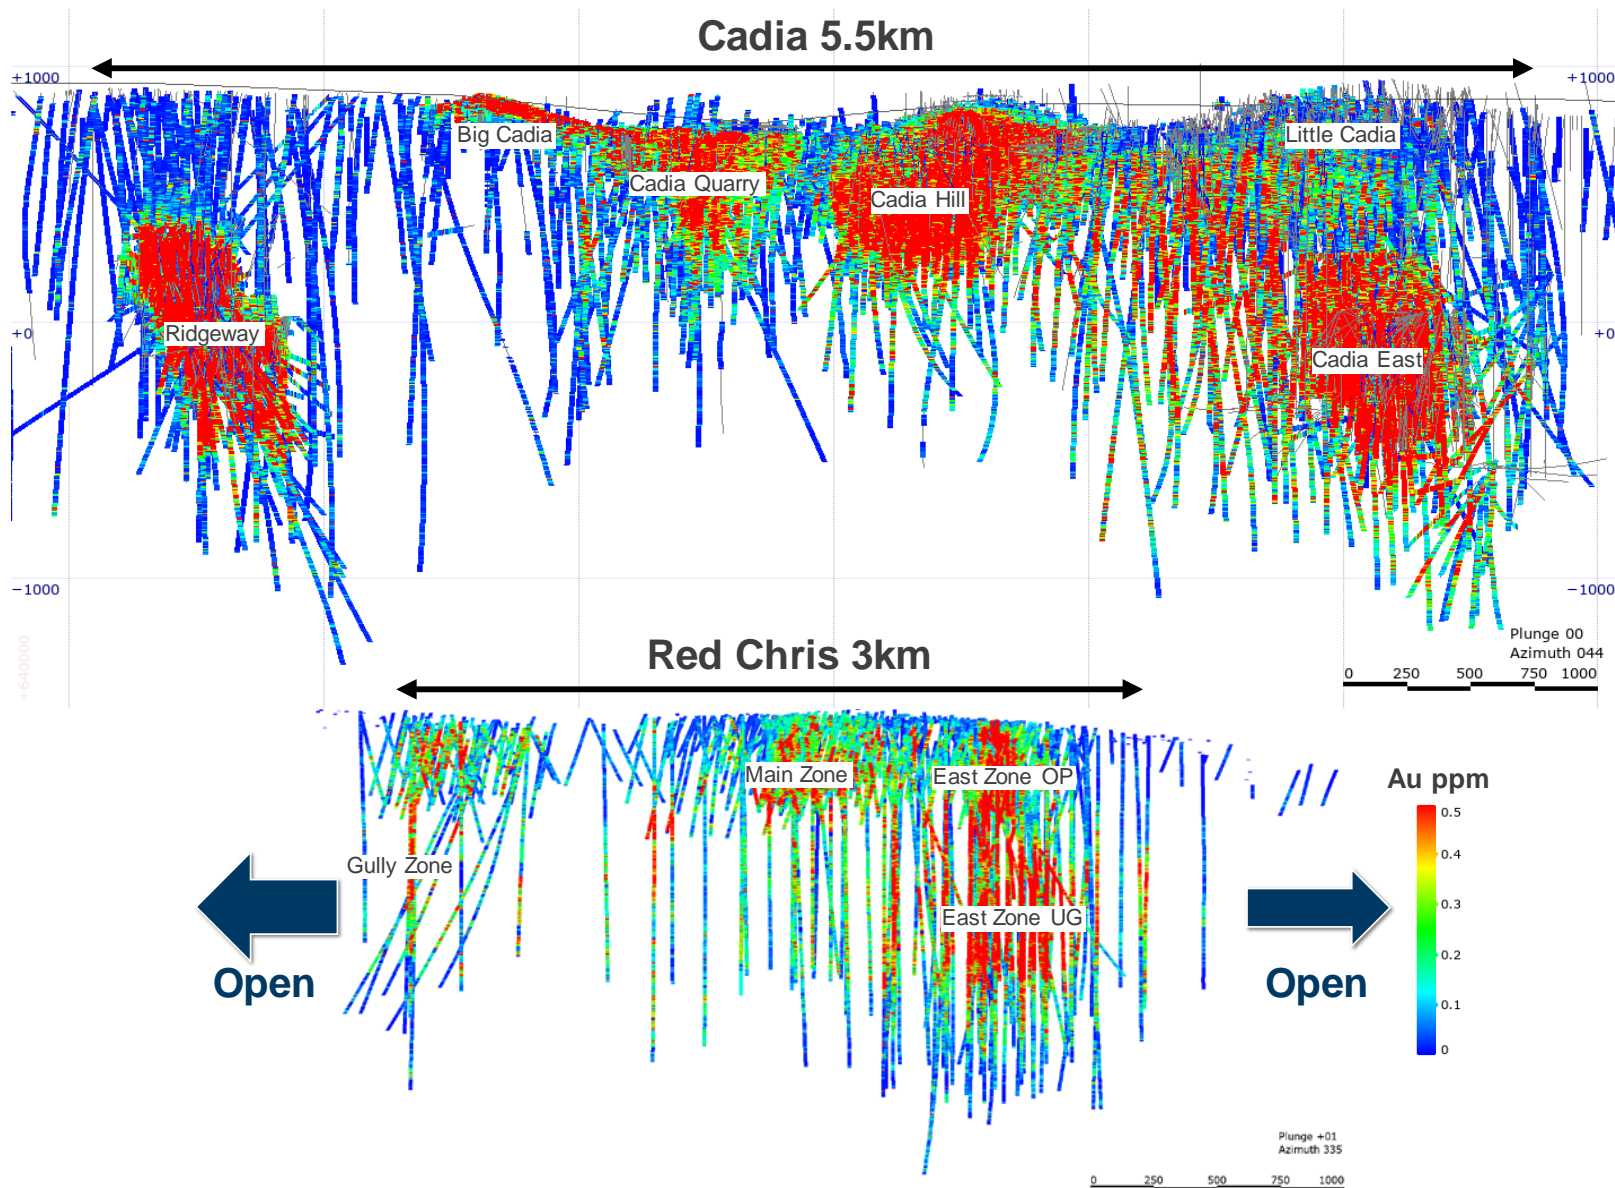 Cadia 5.5km
+1000
+1000
Big Cadia
Little Cadia
Cadia Quarry
Cadia Hill
+0
+0
Ridgeway
Cadia East
−1000
−1000
+640000
Plunge 00
Azimuth 044
0 250 500 750 1000
Red Chris 3km
Main Zone
East Zone OP
Au ppm
0.5
0.4
0.3
0.2
0.1
0
Gully Zone
East Zone UG
Open
Open
Plunge +01
Azimuth 335
0 250 500 750 1000